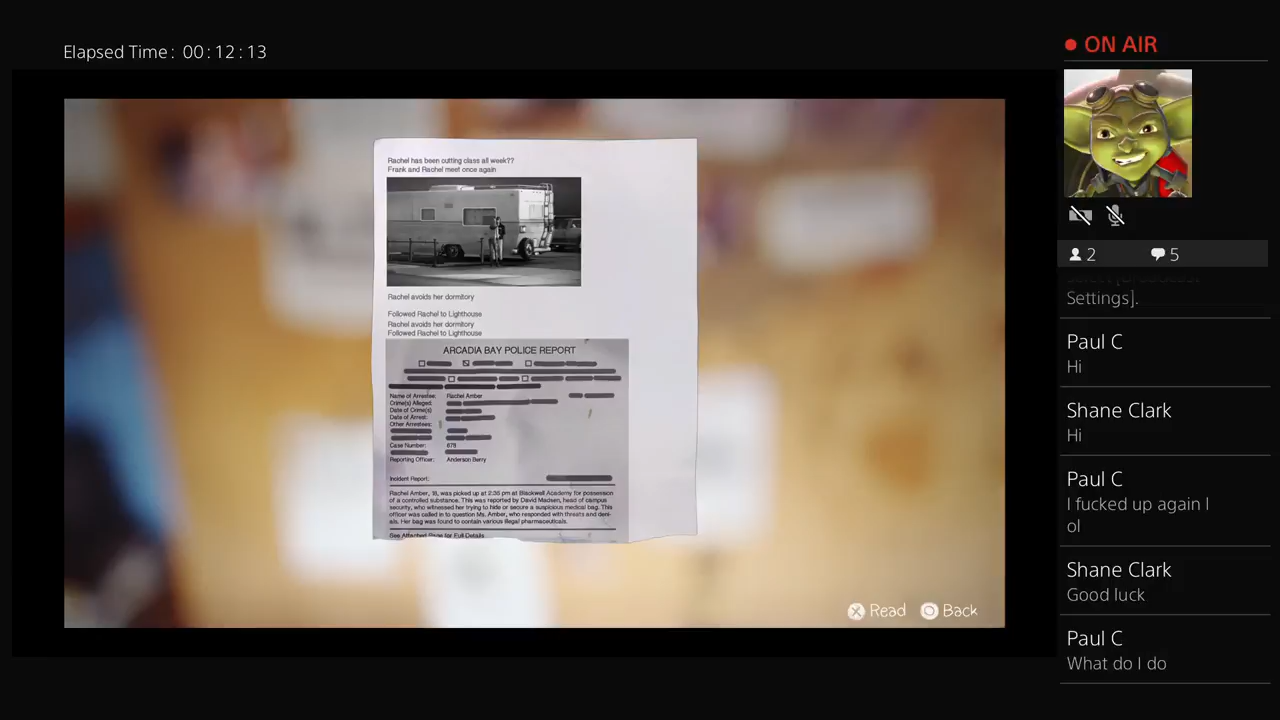 Elapsed Time: 00:12:13
ON AIR
2
5
Settings].
Paul C
Hi
Shane Clark
Hi
Paul C
I fucked up again l
ol
Shane Clark
Good luck
Paul C
What do I do
Rachel has been cutting class all week??
Frank and Rachel meet once again
Rachel avoids her dormitory
Followed Rachel to Lighthouse
Rachel avoids her dormitory
Followed Rachel to Lighthouse
ARCADIA BAY POLICE REPORT
Name of Arrestee: Rachel Amber
Crime(s) Alleged:
Date of Crime(s)
Date of Arrest:
Other Arrestees:
Case Number: 678
Reporting Officer: Anderson Berry
Incident Report:
Rachel Amber, 18, was picked up at 2:35 pm at Blackwell Academy for possession
of a controlled substance. This was reported by David Madsen, head of campus
security, who witnessed her trying to hide or secure a suspicious medical bag. This
officer was called in to question Ms. Amber, who responded with threats and deni-
als. Her bag was found to contain various illegal pharmaceuticals.
See Attached Page for Full Details
Read
Back